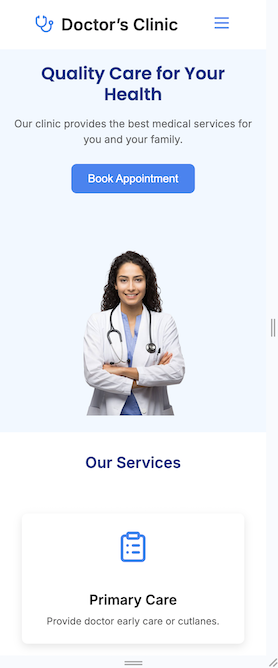 Doctor's Clinic
Quality Care for Your
Health
Our clinic provides the best medical services for
you and your family.
Book Appointment
Our Services
Primary Care
Provide doctor early care or cutlanes.